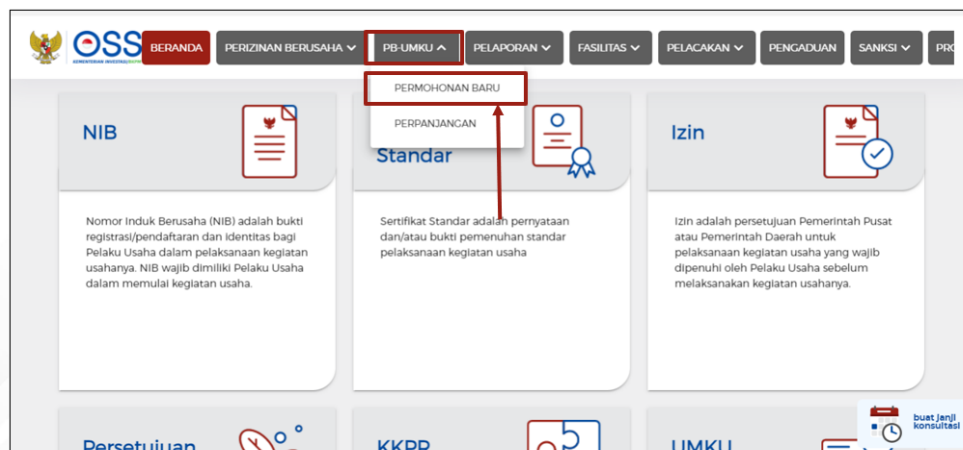 OSS BERANDA PERIZINAN BERUSAHA PB-UMKU PELAPORAN FASILITAS PELACAKAN PENGADUAN SANKSI
KEMENTERIAN INVESTASI/BKPM
PERMOHONAN BARU
PERPANJANGAN
NIB
Nomor Induk Berusaha (NIB) adalah bukti
registrasi/pendaftaran dan identitas bagi
Pelaku Usaha dalam pelaksanaan kegiatan
usahanya. NIB wajib dimiliki Pelaku Usaha
dalam memulai kegiatan usaha.
Standar
Sertifikat Standar adalah pernyataan
dan/atau bukti pemenuhan standar
pelaksanaan kegiatan usaha
Izin
Izin adalah persetujuan Pemerintah Pusat
atau Pemerintah Daerah untuk
pelaksanaan kegiatan usaha yang wajib
dipenuhi oleh Pelaku Usaha sebelum
melaksanakan kegiatan usahanya.
Persetujuan
KKPR
UMKU
buat janji
konsultasi